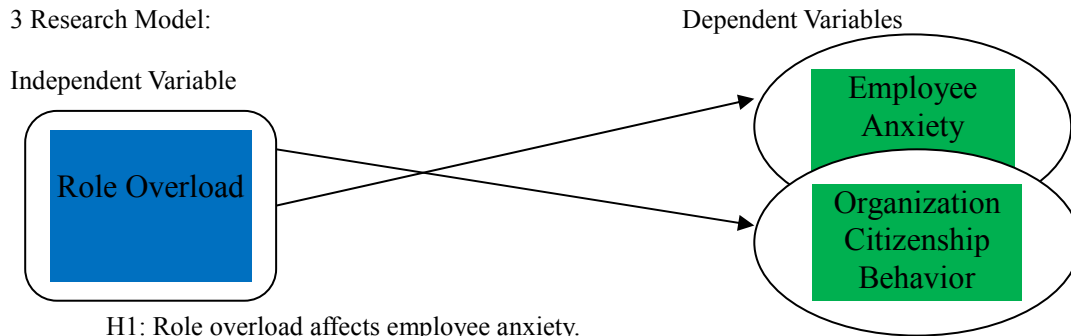 3 Research Model:
Dependent Variables
Independent Variable
Role Overload
Employee
Anxiety
Organization
Citizenship
Behavior
H1: Role overload affects employee anxiety.